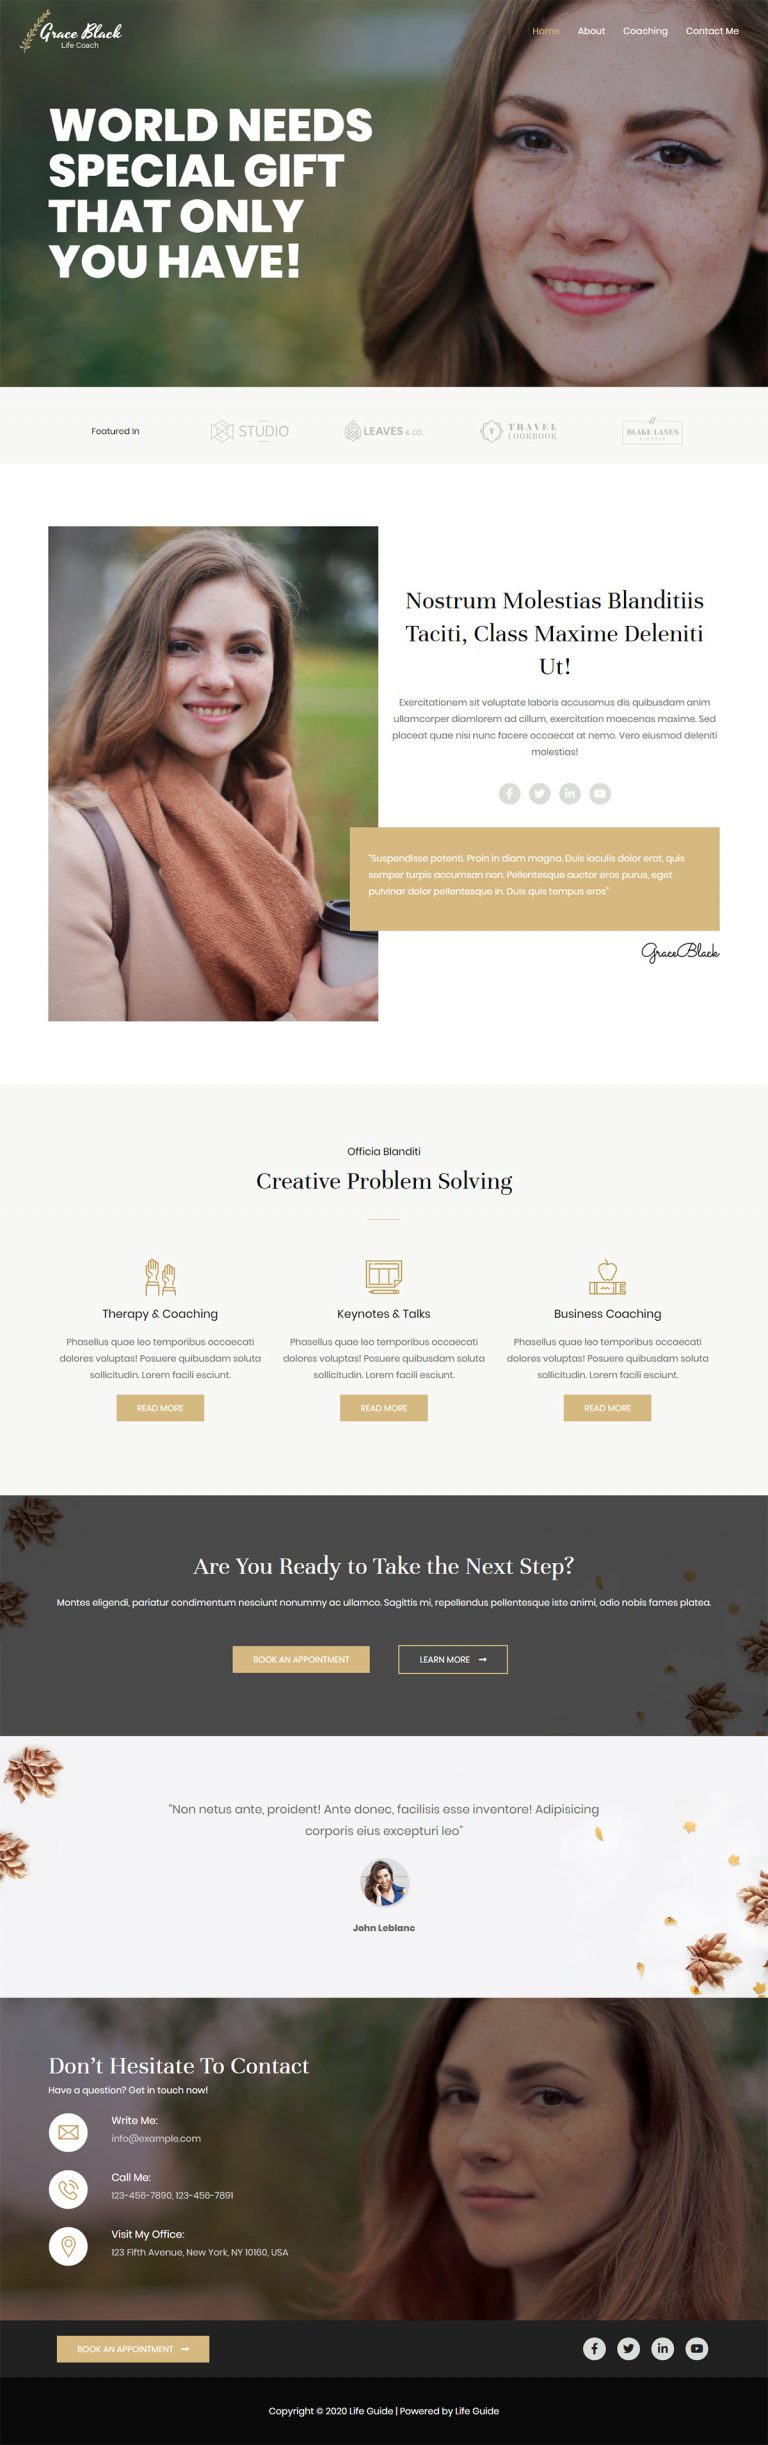 Grace Black
Life Coach
Home About Coaching Contact Me
WORLD NEEDS
SPECIAL GIFT
THAT ONLY
YOU HAVE!
Featured In
STUDIO
LEAVES & CO.
TRAVEL
LOOKBOOK
BLAKE LANES
Nostrum Molestias Blanditiis
Taciti, Class Maxime Deleniti
Ut!
Exercitationem sit voluptate laboris accusamus dis quibusdam anim
ullamcorper diamlorem ad cillum, exercitation maecenas maxime. Sed
placeat quae nisi nunc facere occaecat at nemo. Vero eiusmod deleniti
molestias!
"Suspendisse potenti. Proin in diam magna. Duis iaculis dolor erat, quis
semper turpis accumsan non. Pellentesque auctor eros purus, eget
pulvinar dolor pellentesque in. Duis quis tempus eros"
Grace Black
Officia Blanditi
Creative Problem Solving
Therapy & Coaching
Phasellus quae leo temporibus occaecati
dolores voluptas! Posuere quibusdam soluta
sollicitudin. Lorem facili esciunt.
READ MORE
Keynotes & Talks
Phasellus quae leo temporibus occaecati
dolores voluptas! Posuere quibusdam soluta
sollicitudin. Lorem facili esciunt.
READ MORE
Business Coaching
Phasellus quae leo temporibus occaecati
dolores voluptas! Posuere quibusdam soluta
sollicitudin. Lorem facili esciunt.
READ MORE
Are You Ready to Take the Next Step?
Montes eligendi, pariatur condimentum nesciunt nonummy ac ullamco. Sagittis mi, repellendus pellentesque iste animi, odio nobis fames platea.
BOOK AN APPOINTMENT
LEARN MORE
"Non netus ante, proident! Ante donec, facilisis esse inventore! Adipisicing
corporis eius excepturi leo"
John Leblanc
Don't Hesitate To Contact
Have a question? Get in touch now!
Write Me:
info@example.com
Call Me:
123-456-7890, 123-456-7891
Visit My Office:
123 Fifth Avenue, New York, NY 10160, USA
BOOK AN APPOINTMENT
Copyright © 2020 Life Guide | Powered by Life Guide